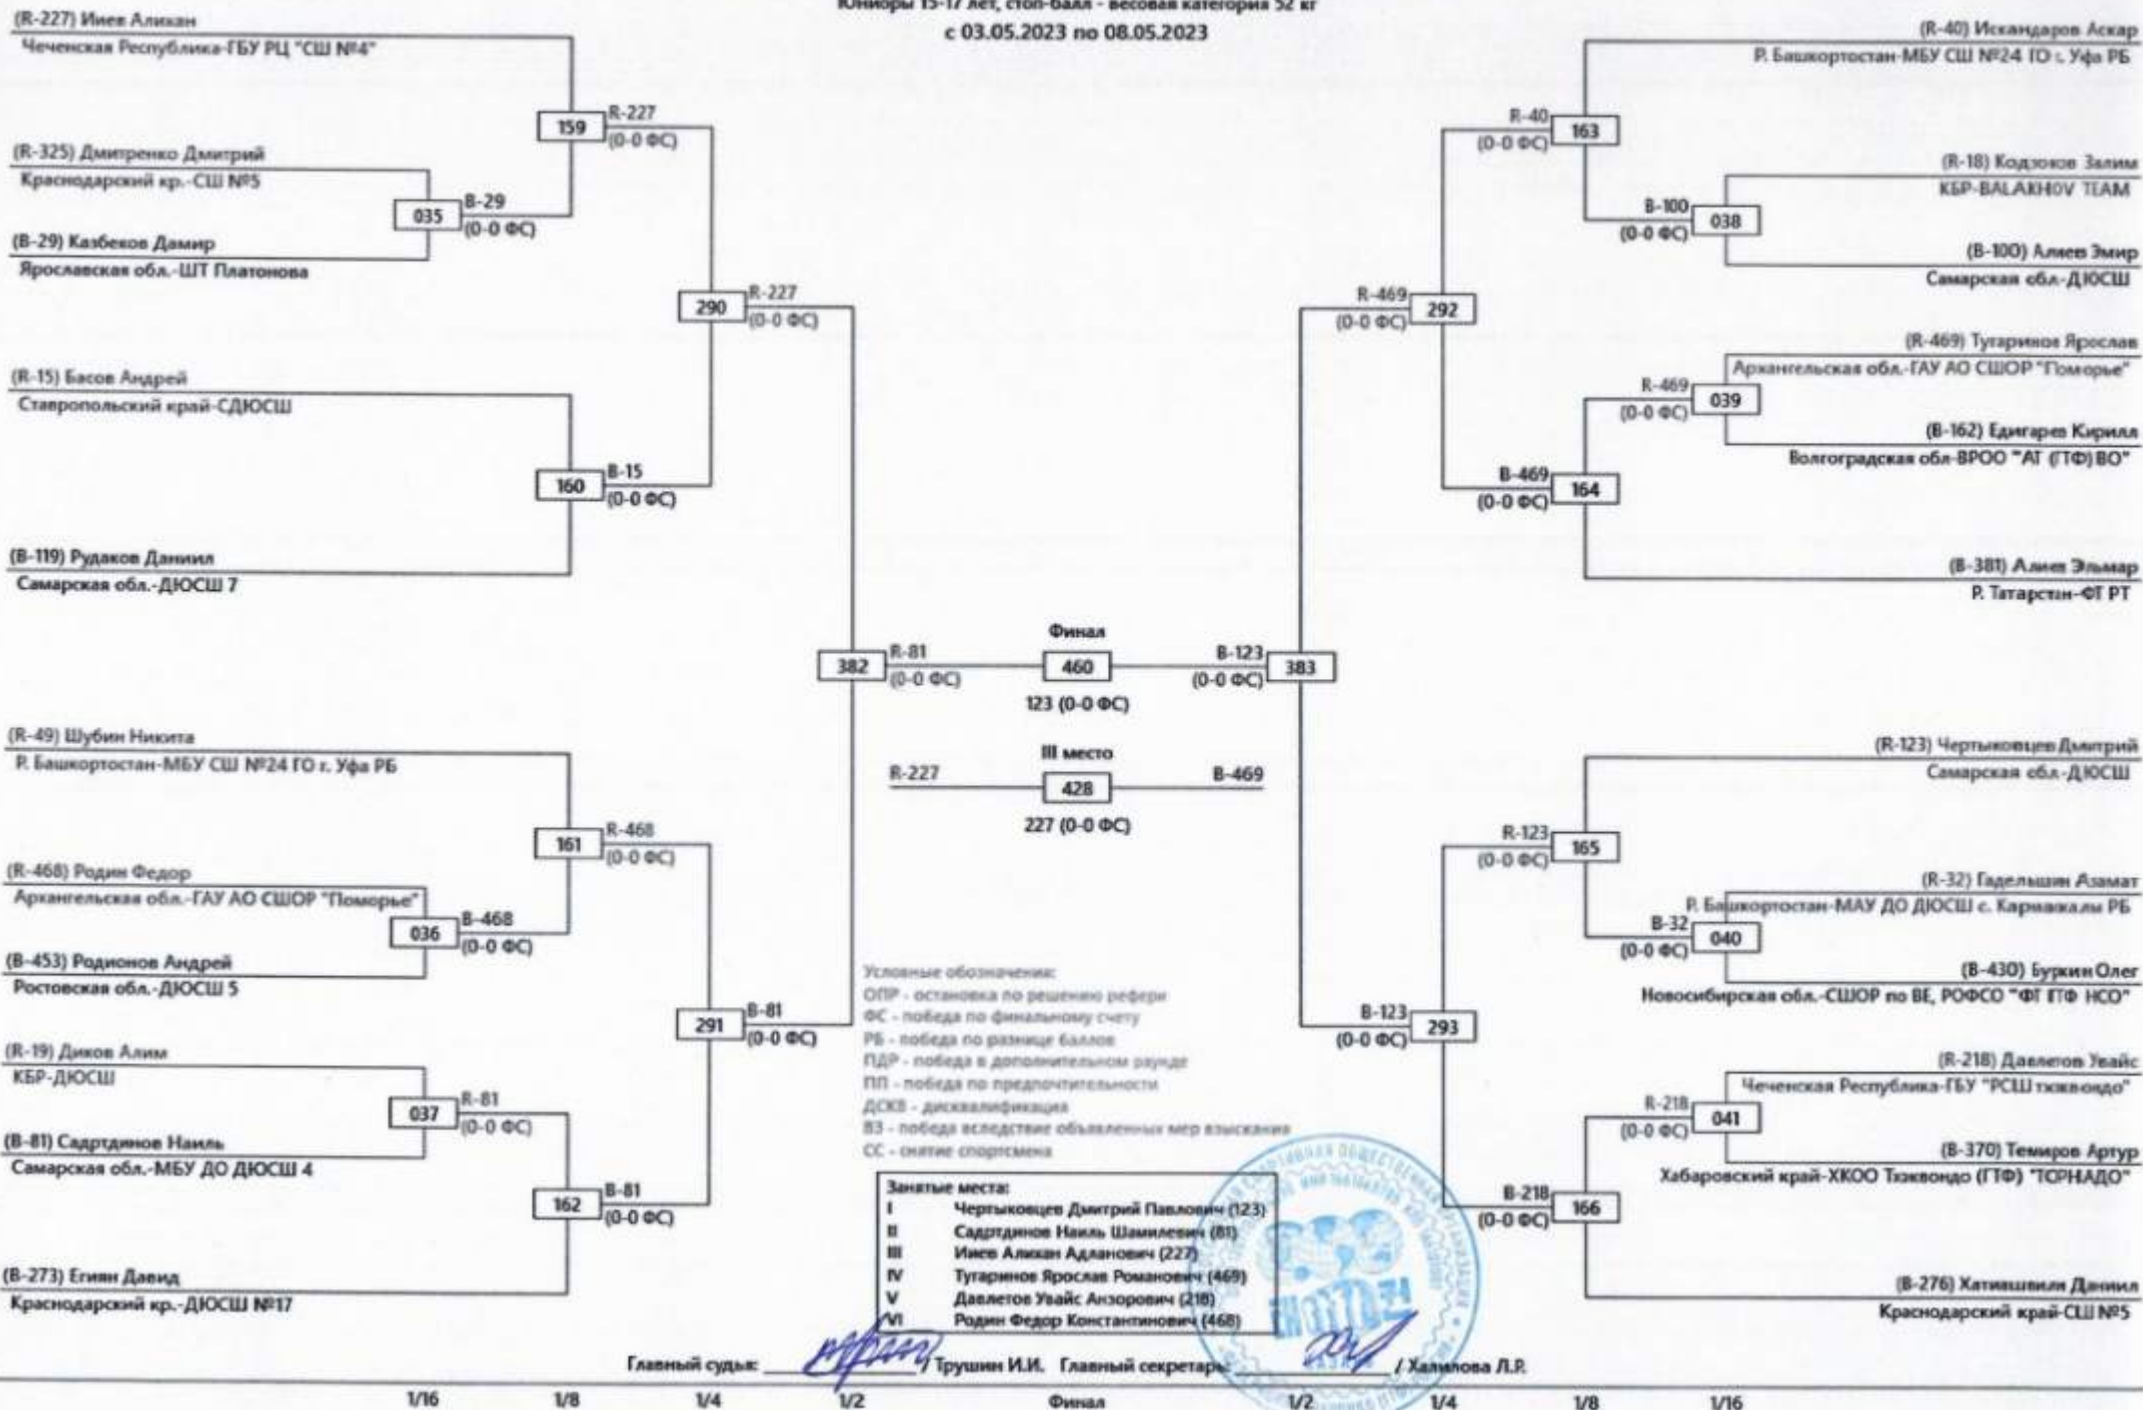 Юниоры 15-17 лет, стоп-балл - весовая категория 52 кг
с 03.05.2023 по 08.05.2023
(R-227) Инев Алихан
Чеченская Республика-ГБУ РЦ "СШ №4"
159
R-227
(0-0 ФС)
(R-325) Дмитренко Дмитрий
Краснодарский кр.-СШ №5
035
B-29
(0-0 ФС)
(B-29) Казбеков Дамир
Ярославская обл.-ШТ Платонова
290
R-227
(0-0 ФС)
(R-15) Басов Андрей
Ставропольский край-СДЮСШ
160
B-15
(0-0 ФС)
(B-119) Рудаков Даниил
Самарская обл.-ДЮСШ 7
382
R-81
(0-0 ФС)
(R-49) Шубин Никита
Р. Башкортостан-МБУ СШ №24 ГО г. Уфа РБ
161
R-468
(0-0 ФС)
(R-468) Родин Федор
Архангельская обл.-ГАУ АО СШОР "Поморье"
036
B-468
(0-0 ФС)
(B-453) Родионов Андрей
Ростовская обл.-ДЮСШ 5
291
B-81
(0-0 ФС)
(R-19) Диков Алим
КБР-ДЮСШ
037
R-81
(0-0 ФС)
(B-81) Садртдинов Наиль
Самарская обл.-МБУ ДО ДЮСШ 4
162
B-81
(0-0 ФС)
(B-273) Егиян Давид
Краснодарский кр.-ДЮСШ №17
Финал
460
123 (0-0 ФС)
III место
R-227
428
B-469
227 (0-0 ФС)
B-123
(0-0 ФС)
383
(R-40) Искандаров Аскар
Р. Башкортостан-МБУ СШ №24 ГО г. Уфа РБ
R-40
(0-0 ФС)
163
(R-18) Кодзоков Залим
КБР-BALAKHOV TEAM
B-100
(0-0 ФС)
038
(B-100) Алиев Эмир
Самарская обл-ДЮСШ
R-469
(0-0 ФС)
292
(R-469) Тугаринов Ярослав
Архангельская обл.-ГАУ АО СШОР "Поморье"
R-469
(0-0 ФС)
039
(B-162) Едигарев Кирилл
Волгоградская обл-ВРОО "АТ (ГТФ) ВО"
B-469
(0-0 ФС)
164
(B-381) Алиев Эльмар
Р. Татарстан-ФТ РТ
(R-123) Чертыковцев Дмитрий
Самарская обл-ДЮСШ
R-123
(0-0 ФС)
165
(R-32) Гадельшин Азамат
Р. Башкортостан-МАУ ДО ДЮСШ с. Кармаскалы РБ
B-32
(0-0 ФС)
040
(B-430) Буркин Олег
Новосибирская обл.-СШОР по ВЕ, РОФСО "ФТ ГТФ НСО"
B-123
(0-0 ФС)
293
(R-218) Давлетов Увайс
Чеченская Республика-ГБУ "РСШ тхэквондо"
R-218
(0-0 ФС)
041
(B-370) Темиров Артур
Хабаровский край-ХКОО Тхэквондо (ГТФ) "ТОРНАДО"
B-218
(0-0 ФС)
166
(B-276) Хатиашвили Даниил
Краснодарский край-СШ №5
Условные обозначения:
ОПР - остановка по решению рефери
ФС - победа по финальному счету
РБ - победа по разнице баллов
ПДР - победа в дополнительном раунде
ПП - победа по предпочтительности
ДСКВ - дисквалификация
ВЗ - победа вследствие объявленных мер взыскания
СС - снятие спортсмена
Занятые места:
I Чертыковцев Дмитрий Павлович (123)
II Садртдинов Наиль Шамилевич (81)
III Инев Алихан Адланович (227)
IV Тугаринов Ярослав Романович (469)
V Давлетов Увайс Анзорович (218)
VI Родин Федор Константинович (468)
Главный судья: / Трушин И.И. Главный секретарь: / Халилова Л.Р.
1/16 1/8 1/4 1/2 Финал 1/2 1/4 1/8 1/16